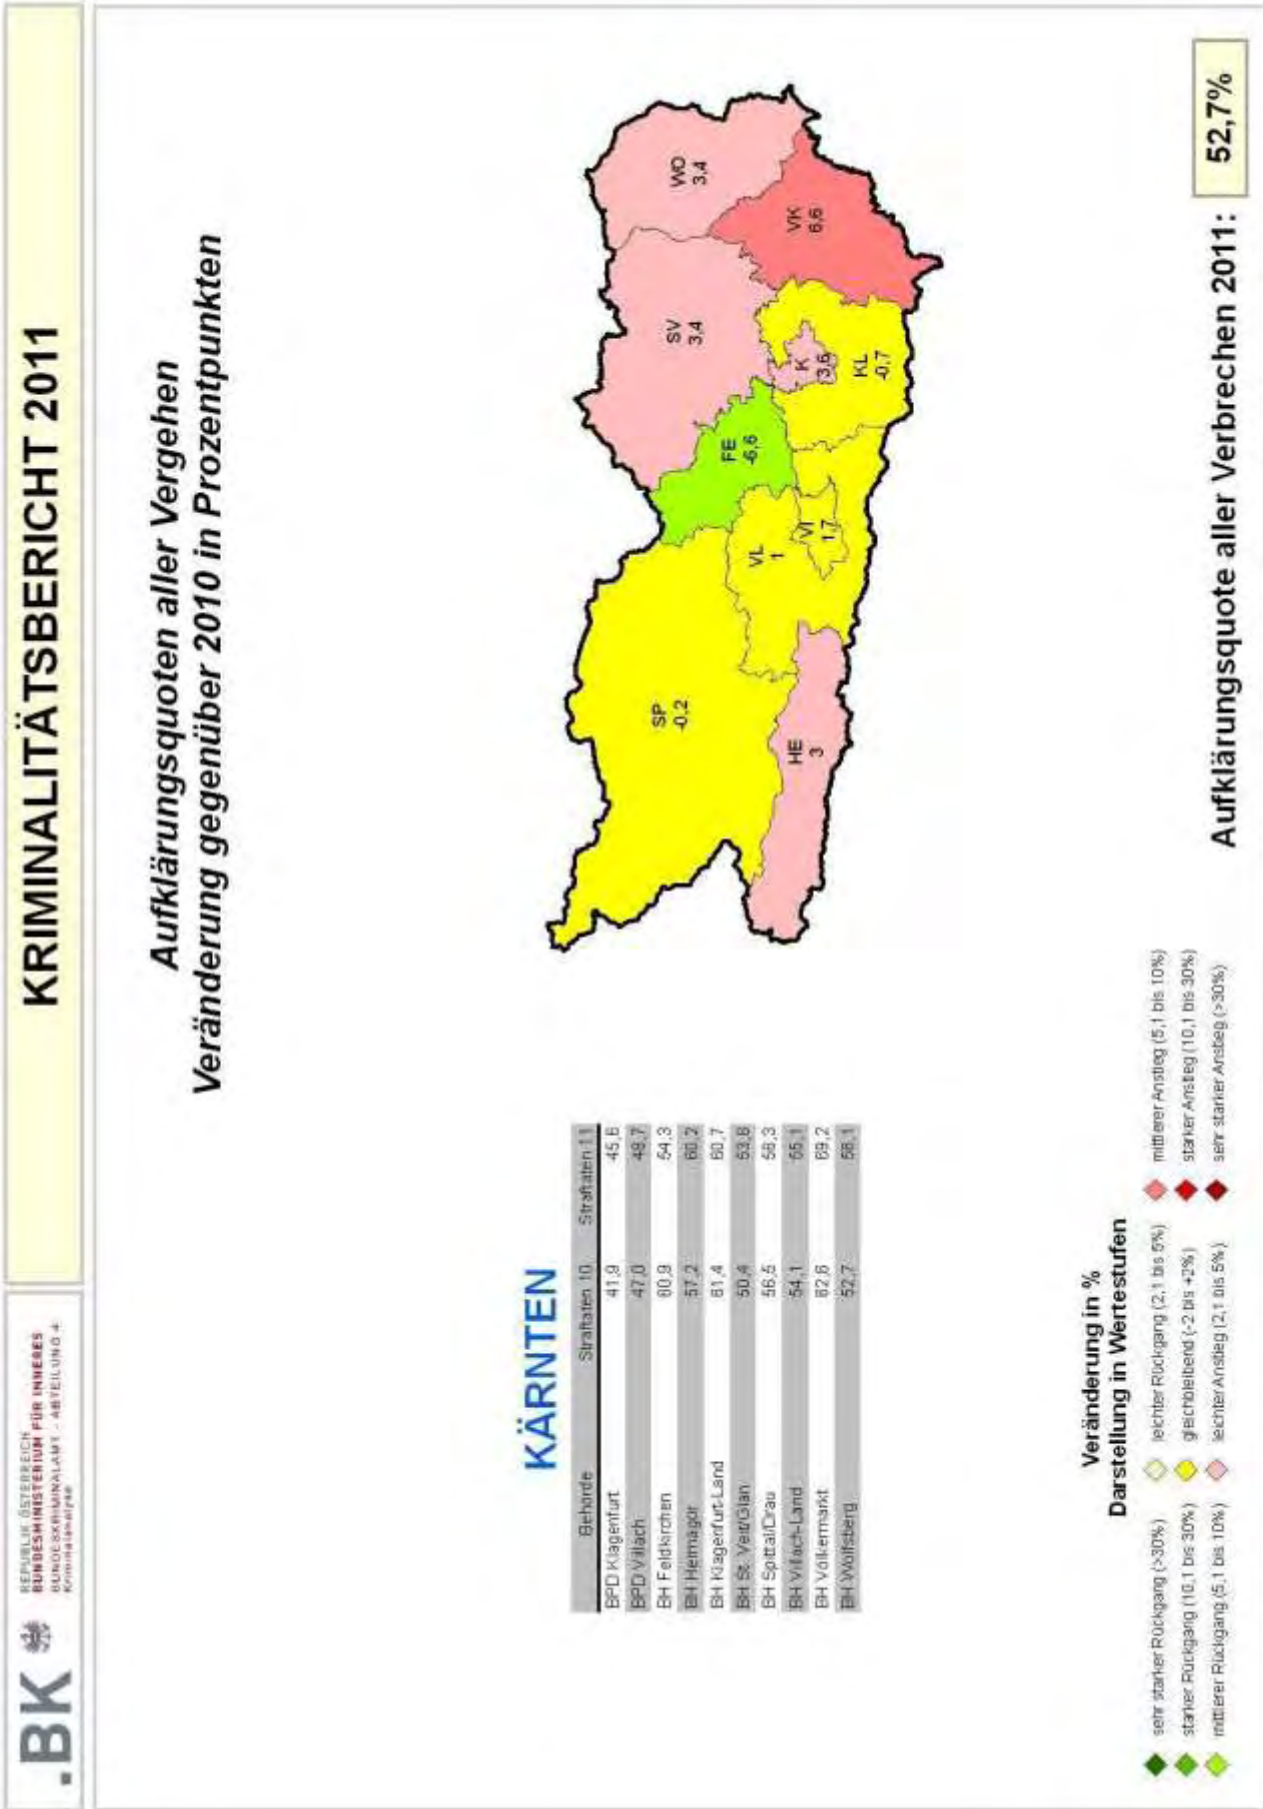 .BK
REPUBLIK ÖSTERREICH
BUNDESMINISTERIUM FÜR INNERES
BUNDESKRIMINALAMT - ABTEILUNG 4
Kriminalanalyse
KRIMINALITÄTSBERICHT 2011
Aufklärungsquoten aller Vergehen
Veränderung gegenüber 2010 in Prozentpunkten
KÄRNTEN
Behörde Straftaten 10 Straftaten 11
BPD Klagenfurt 41,9 45,6
BPD Villach 47,0 48,7
BH Feldkirchen 60,9 54,3
BH Hermagor 57,2 60,2
BH Klagenfurt-Land 61,4 60,7
BH St. Veit/Glan 50,4 53,8
BH Spittal/Drau 56,5 56,3
BH Villach-Land 54,1 55,1
BH Völkermarkt 62,6 69,2
BH Wolfsberg 52,7 56,1
SP
-0,2
HE
3
VL
1
VI
1,7
FE
-6,6
SV
3,4
K
3,6
KL
-0,7
WO
3,4
VK
6,6
Veränderung in %
Darstellung in Wertestufen
sehr starker Rückgang (>30%)
starker Rückgang (10,1 bis 30%)
mittlerer Rückgang (5,1 bis 10%)
leichter Rückgang (2,1 bis 5%)
gleichbleibend (-2 bis +2%)
leichter Anstieg (2,1 bis 5%)
mittlerer Anstieg (5,1 bis 10%)
starker Anstieg (10,1 bis 30%)
sehr starker Anstieg (>30%)
Aufklärungsquote aller Verbrechen 2011: 52,7%